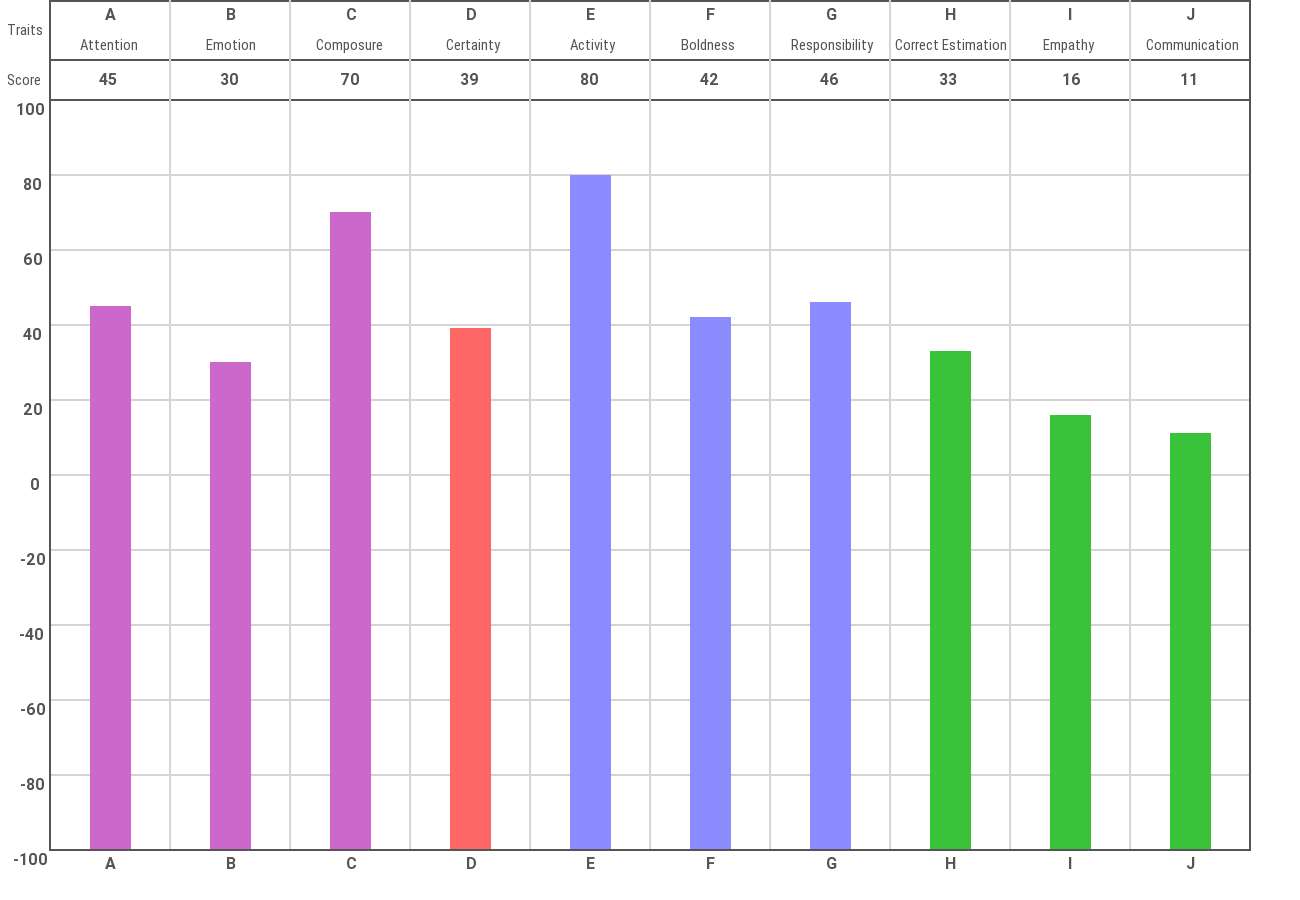 Traits
A B C D E F G H I J
Attention Emotion Composure Certainty Activity Boldness Responsibility Correct Estimation Empathy Communication
Score 45 30 70 39 80 42 46 33 16 11
100
80
60
40
20
0
-20
-40
-60
-80
-100
A B C D E F G H I J